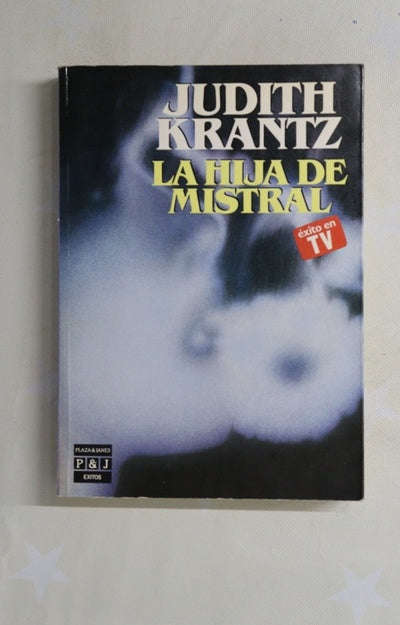 JUDITH
KRANTZ
LA HIJA DE
MISTRAL
éxito en
TV
PLAZA & JANES
P & J
EXITOS